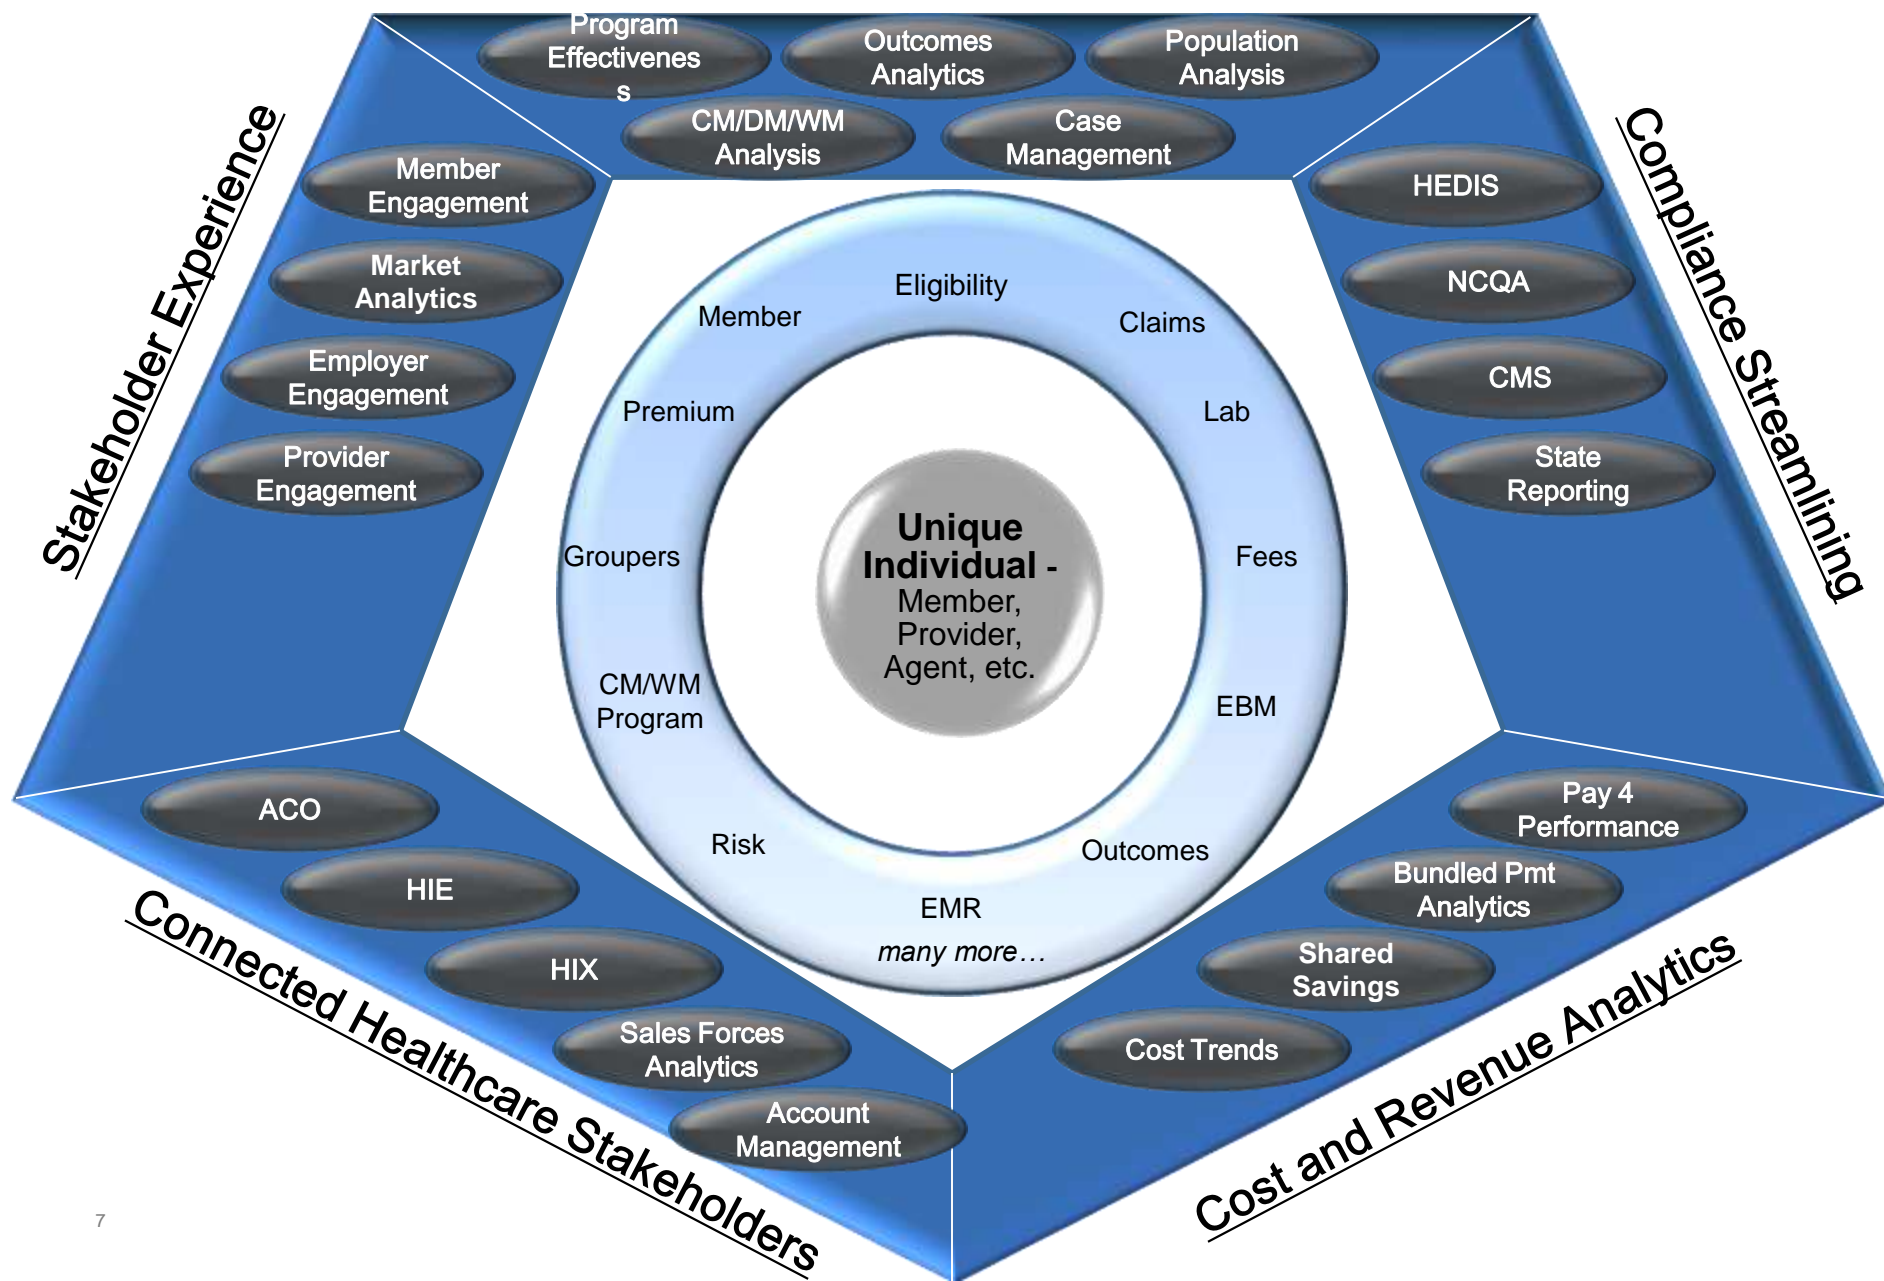 Program
Effectivenes
s
Outcomes
Analytics
Population
Analysis
CM/DM/WM
Analysis
Case
Management
Stakeholder Experience
Member
Engagement
Market
Analytics
Employer
Engagement
Provider
Engagement
Compliance Streamlining
HEDIS
NCQA
CMS
State
Reporting
Eligibility
Member
Claims
Premium
Lab
Groupers
Fees
CM/WM
Program
EBM
Risk
Outcomes
EMR
many more…
Unique
Individual -
Member,
Provider,
Agent, etc.
ACO
HIE
HIX
Sales Forces
Analytics
Account
Management
Connected Healthcare Stakeholders
Pay 4
Performance
Bundled Pmt
Analytics
Shared
Savings
Cost Trends
Cost and Revenue Analytics
7